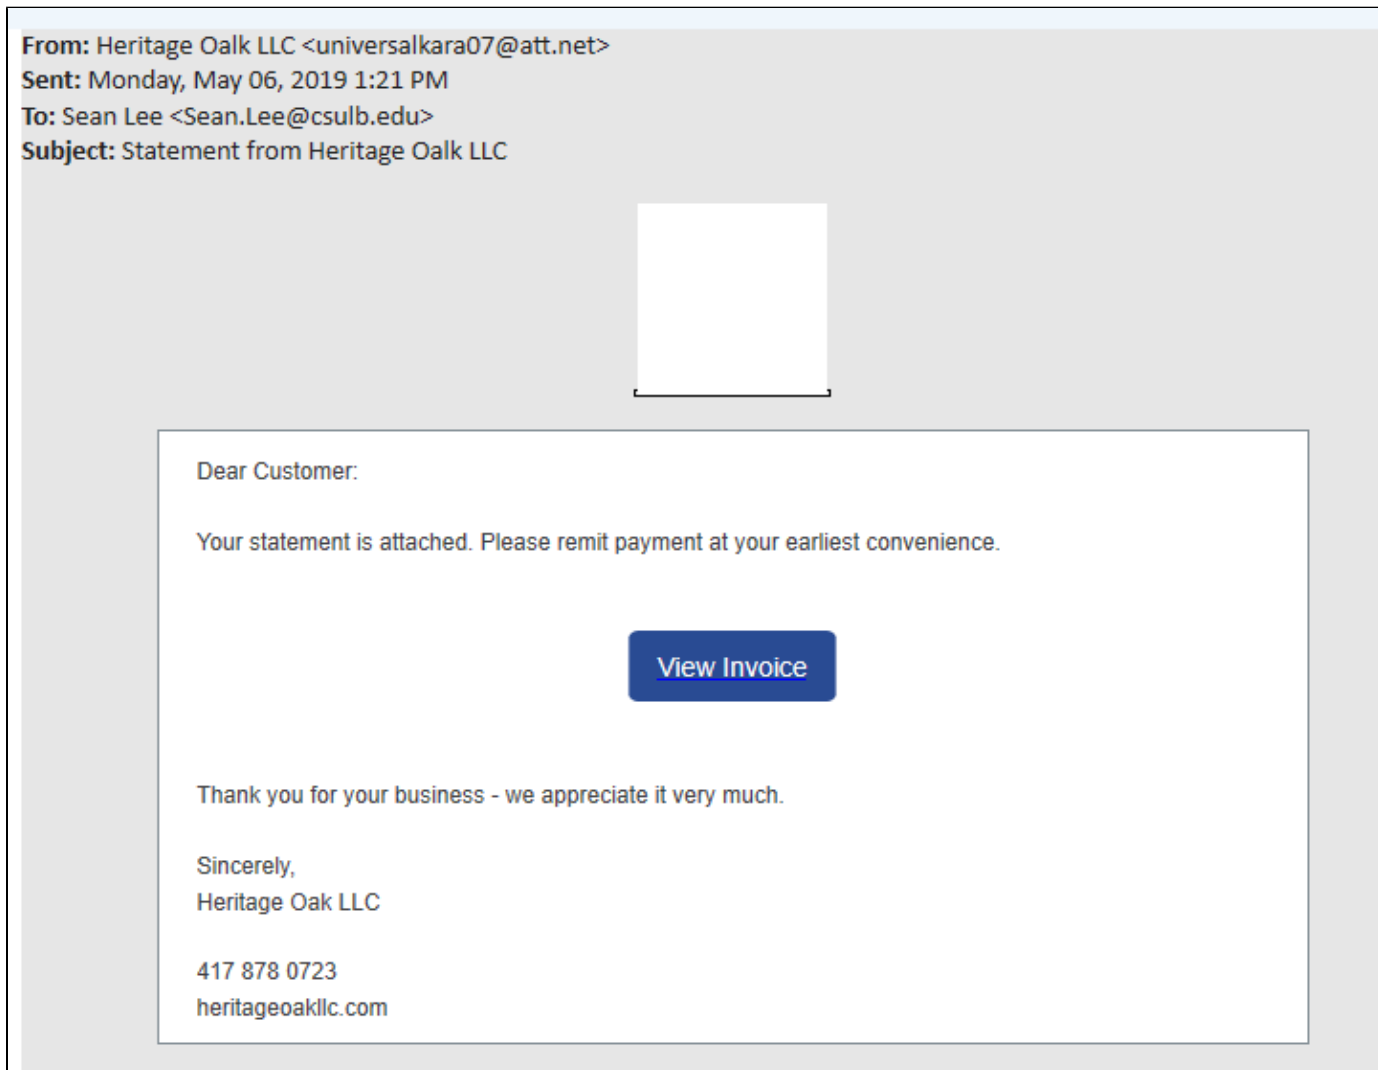 From: Heritage Oalk LLC <universalkara07@att.net>
Sent: Monday, May 06, 2019 1:21 PM
To: Sean Lee <Sean.Lee@csulb.edu>
Subject: Statement from Heritage Oalk LLC
Dear Customer:
Your statement is attached. Please remit payment at your earliest convenience.
View Invoice
Thank you for your business - we appreciate it very much.
Sincerely,
Heritage Oak LLC
417 878 0723
heritageoakllc.com